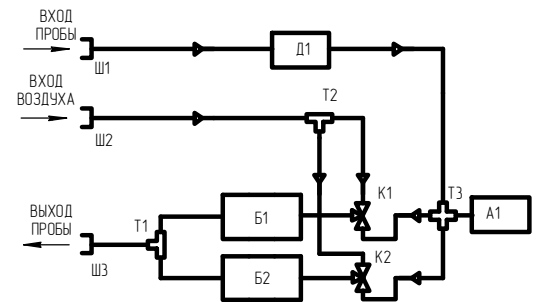 ВХОД
ПРОБЫ
Ш1
Д1
ВХОД
ВОЗДУХА
Ш2
Т2
К1
Т3
А1
ВЫХОД
ПРОБЫ
Т1
Б1
Ш3
К2
Б2